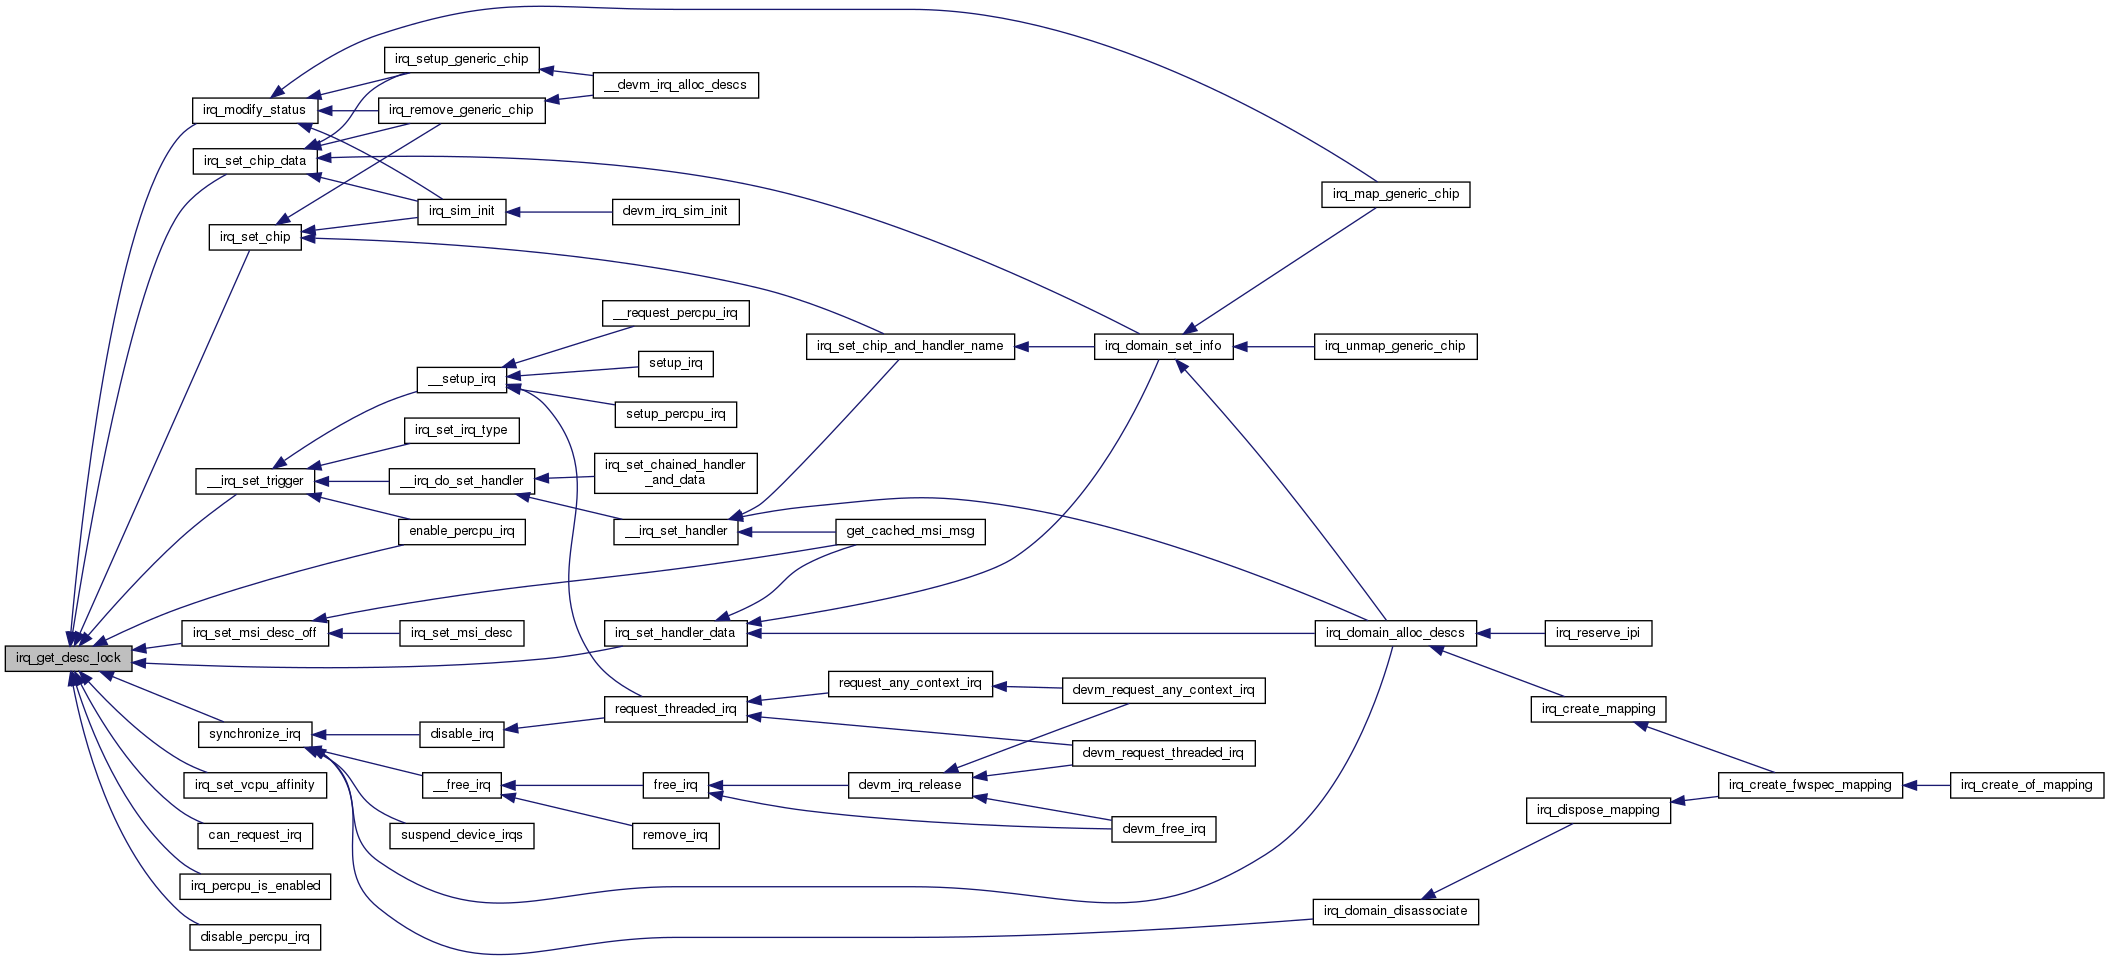 irq_setup_generic_chip
__devm_irq_alloc_descs
irq_modify_status
irq_remove_generic_chip
irq_set_chip_data
irq_map_generic_chip
irq_sim_init
devm_irq_sim_init
irq_set_chip
__request_percpu_irq
irq_set_chip_and_handler_name
irq_domain_set_info
irq_unmap_generic_chip
setup_irq
__setup_irq
setup_percpu_irq
irq_set_irq_type
irq_set_chained_handler
_and_data
__irq_set_trigger
__irq_do_set_handler
enable_percpu_irq
__irq_set_handler
get_cached_msi_msg
irq_set_msi_desc_off
irq_set_msi_desc
irq_set_handler_data
irq_domain_alloc_descs
irq_reserve_ipi
irq_get_desc_lock
request_any_context_irq
devm_request_any_context_irq
request_threaded_irq
irq_create_mapping
synchronize_irq
disable_irq
devm_request_threaded_irq
irq_set_vcpu_affinity
__free_irq
free_irq
devm_irq_release
irq_create_fwspec_mapping
irq_create_of_mapping
irq_dispose_mapping
can_request_irq
suspend_device_irqs
remove_irq
devm_free_irq
irq_percpu_is_enabled
irq_domain_disassociate
disable_percpu_irq